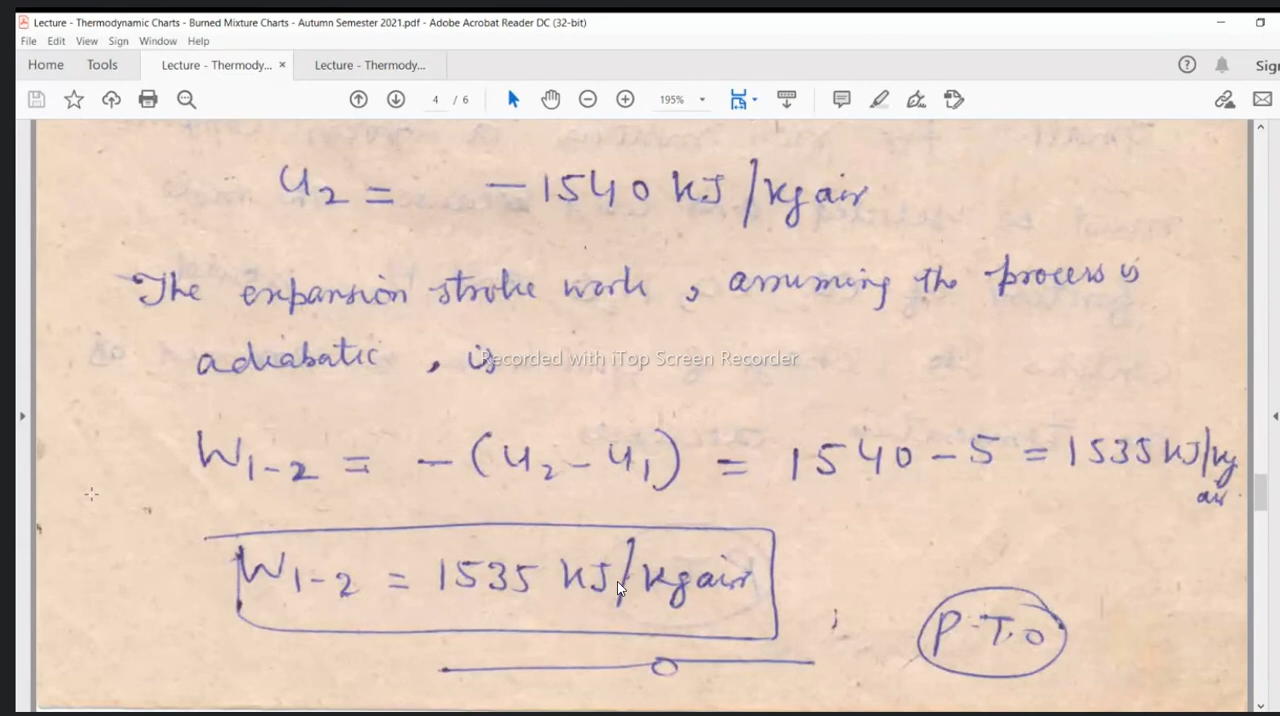 Lecture - Thermodynamic Charts - Burned Mixture Charts - Autumn Semester 2021.pdf - Adobe Acrobat Reader DC (32-bit)
File Edit View Sign Window Help
Home Tools Lecture - Thermody... × Lecture - Thermody... Sign
4 / 6 195%
u2 = -1540 kJ/kg air
The expansion stroke work, assuming the process is
adiabatic, is
Recorded with iTop Screen Recorder
W1-2 = -(u2-u1) = 1540-5 = 1535 kJ/kg
air
W1-2 = 1535 kJ/kg air
P.T.O